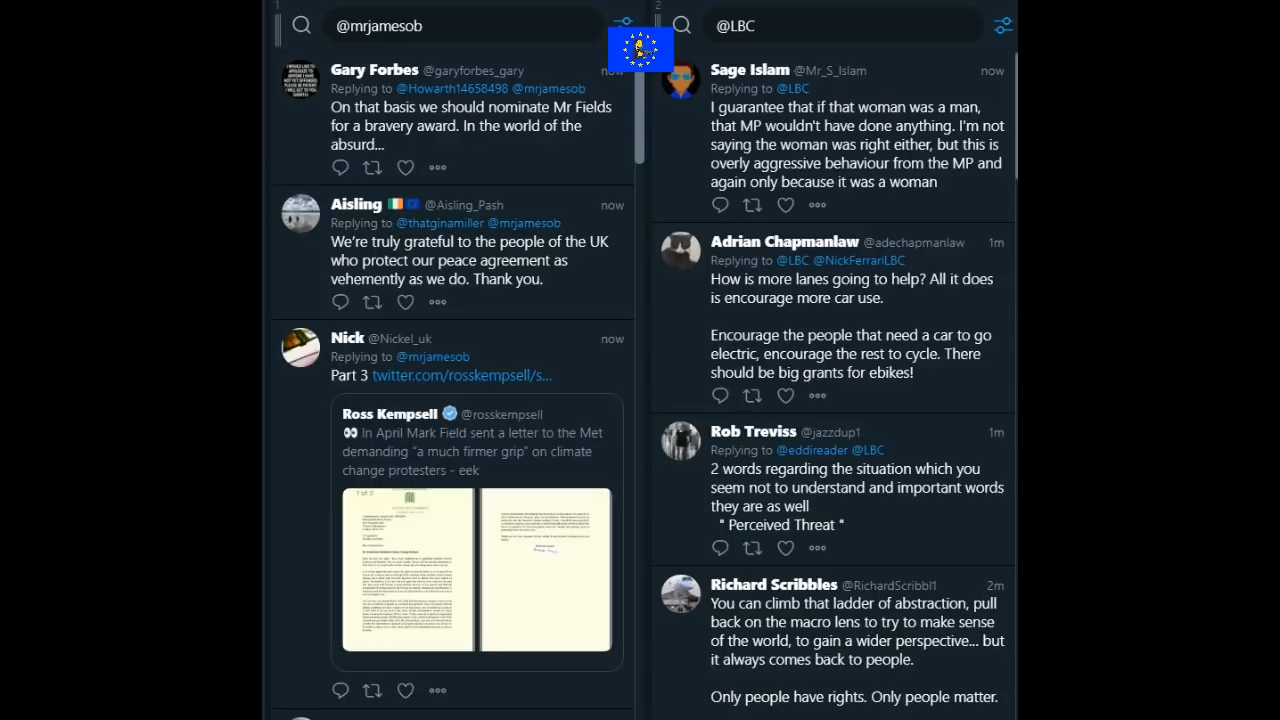 1
@mrjamesob
Gary Forbes @garyforbes_gary now
Replying to @Howarth14658498 @mrjamesob
On that basis we should nominate Mr Fields
for a bravery award. In the world of the
absurd...
Aisling @Aisling_Pash now
Replying to @thatginamiller @mrjamesob
We're truly grateful to the people of the UK
who protect our peace agreement as
vehemently as we do. Thank you.
Nick @Nickel_uk now
Replying to @mrjamesob
Part 3 twitter.com/rosskempsell/s...
Ross Kempsell @rosskempsell
In April Mark Field sent a letter to the Met
demanding "a much firmer grip" on climate
change protesters - eek
2
@LBC
Sage Islam @Mr_S_Islam now
Replying to @LBC
I guarantee that if that woman was a man,
that MP wouldn't have done anything. I'm not
saying the woman was right either, but this is
overly aggressive behaviour from the MP and
again only because it was a woman
Adrian Chapmanlaw @adechapmanlaw 1m
Replying to @LBC @NickFerrariLBC
How is more lanes going to help? All it does
is encourage more car use.
Encourage the people that need a car to go
electric, encourage the rest to cycle. There
should be big grants for ebikes!
Rob Treviss @jazzdup1 1m
Replying to @eddireader @LBC
2 words regarding the situation which you
seem not to understand and important words
they are as well
" Perceived Threat "
RicRard Scribbler @RicRardScribbl1 2m
You can climb the ladder of abstraction, pull
back on the macro lens to try to make sense
of the world, to gain a wider perspective... but
it always comes back to people.
Only people have rights. Only people matter.